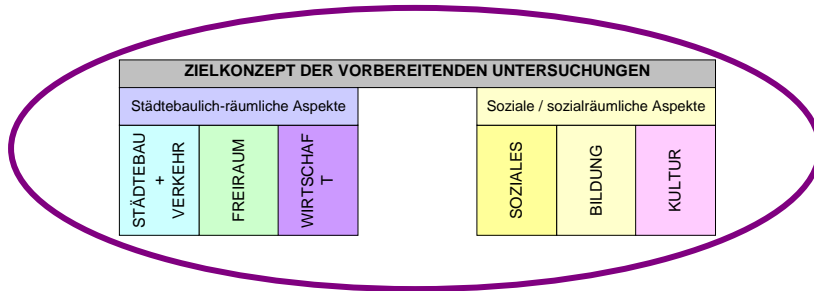 ZIELKONZEPT DER VORBEREITENDEN UNTERSUCHUNGEN
Städtebaulich-räumliche Aspekte
Soziale / sozialräumliche Aspekte
STÄDTEBAU
+
VERKEHR
FREIRAUM
WIRTSCHAF
T
SOZIALES
BILDUNG
KULTUR